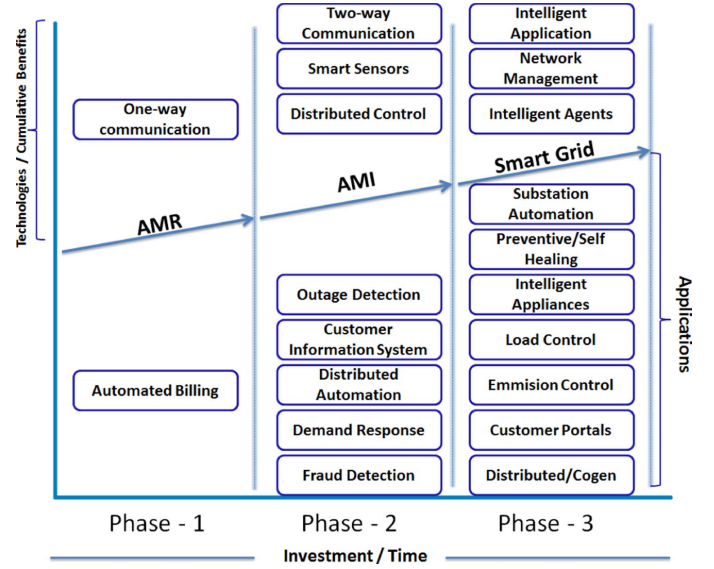 Technologies / Cumulative Benefits
One-way
communication
Two-way
Communication
Smart Sensors
Distributed Control
Intelligent
Application
Network
Management
Intelligent Agents
AMR
AMI
Smart Grid
Automated Billing
Outage Detection
Customer
Information System
Distributed
Automation
Demand Response
Fraud Detection
Substation
Automation
Preventive/Self
Healing
Intelligent
Appliances
Load Control
Emmision Control
Customer Portals
Distributed/Cogen
Applications
Phase - 1
Phase - 2
Phase - 3
Investment / Time